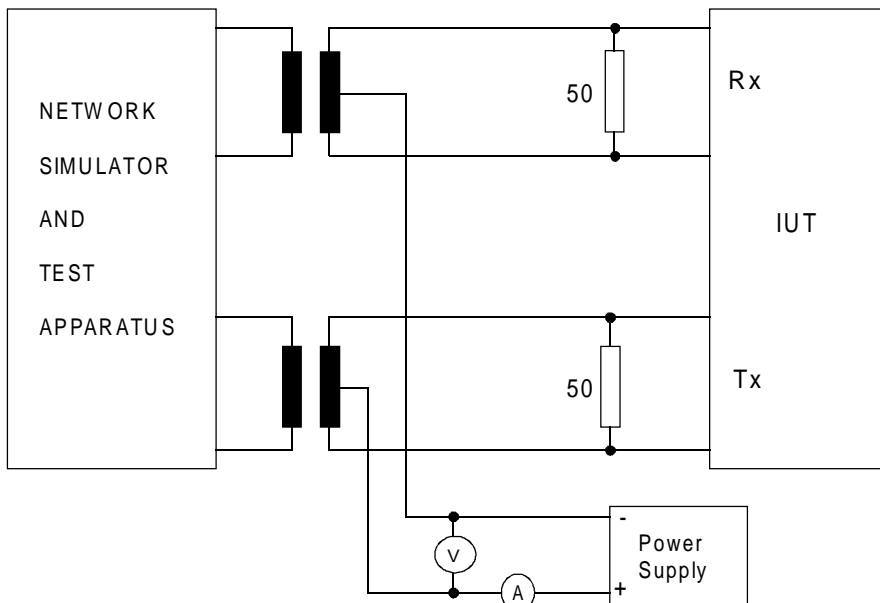 NETWORK
SIMULATOR
AND
TEST
APPARATUS
50
Rx
IUT
50
Tx
-
V
Power
Supply
A
+